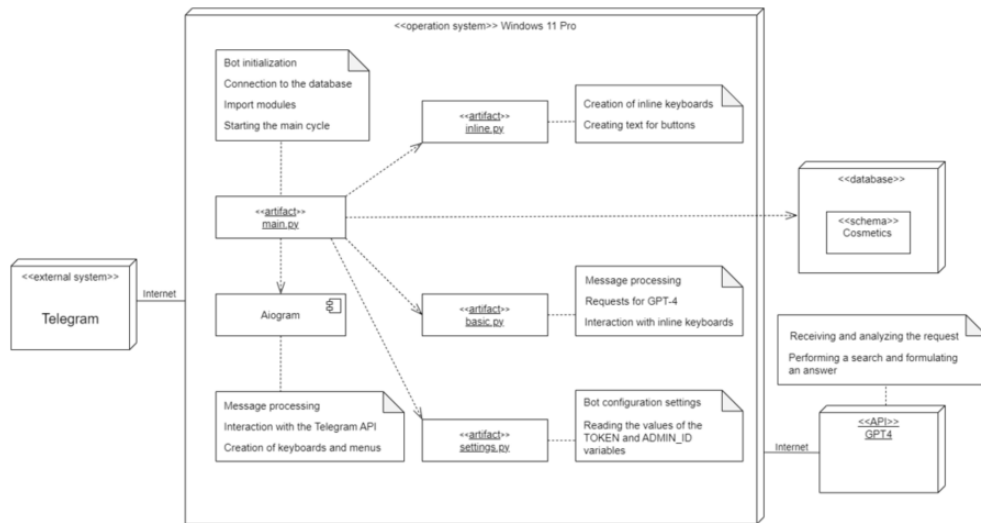 <<operation system>> Windows 11 Pro
Bot initialization
Connection to the database
Import modules
Starting the main cycle
<<artifact>>
inline.py
Creation of inline keyboards
Creating text for buttons
<<artifact>>
main.py
<<database>>
<<schema>>
Cosmetics
<<external system>>
Telegram
Internet
Aiogram
<<artifact>>
basic.py
Message processing
Requests for GPT-4
Interaction with inline keyboards
Receiving and analyzing the request
Performing a search and formulating
an answer
Message processing
Interaction with the Telegram API
Creation of keyboards and menus
<<artifact>>
settings.py
Bot configuration settings
Reading the values of the
TOKEN and ADMIN_ID
variables
Internet
<<API>>
GPT4